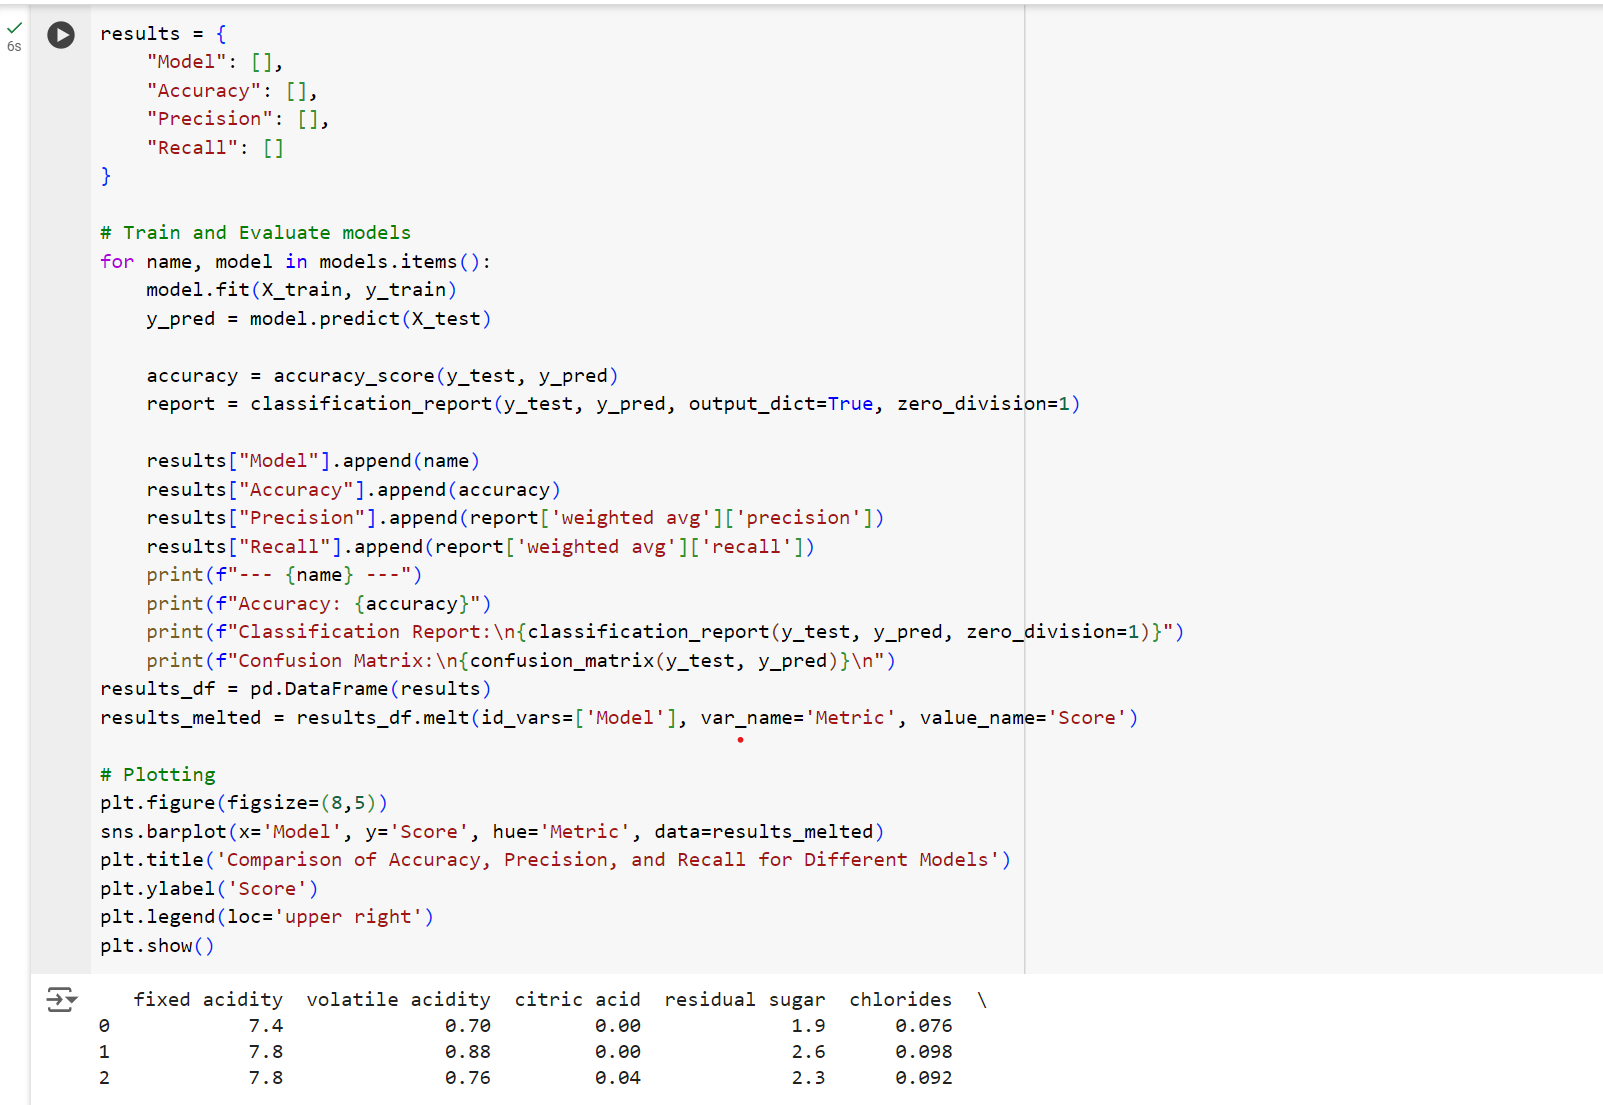 6s
results = {
    "Model": [],
    "Accuracy": [],
    "Precision": [],
    "Recall": []
}
# Train and Evaluate models
for name, model in models.items():
    model.fit(X_train, y_train)
    y_pred = model.predict(X_test)
    accuracy = accuracy_score(y_test, y_pred)
    report = classification_report(y_test, y_pred, output_dict=True, zero_division=1)
    results["Model"].append(name)
    results["Accuracy"].append(accuracy)
    results["Precision"].append(report['weighted avg']['precision'])
    results["Recall"].append(report['weighted avg']['recall'])
    print(f"--- {name} ---")
    print(f"Accuracy: {accuracy}")
    print(f"Classification Report:\n{classification_report(y_test, y_pred, zero_division=1)}")
    print(f"Confusion Matrix:\n{confusion_matrix(y_test, y_pred)}\n")
results_df = pd.DataFrame(results)
results_melted = results_df.melt(id_vars=['Model'], var_name='Metric', value_name='Score')
# Plotting
plt.figure(figsize=(8,5))
sns.barplot(x='Model', y='Score', hue='Metric', data=results_melted)
plt.title('Comparison of Accuracy, Precision, and Recall for Different Models')
plt.ylabel('Score')
plt.legend(loc='upper right')
plt.show()
   fixed acidity  volatile acidity  citric acid  residual sugar  chlorides  \
0            7.4              0.70         0.00             1.9      0.076
1            7.8              0.88         0.00             2.6      0.098
2            7.8              0.76         0.04             2.3      0.092